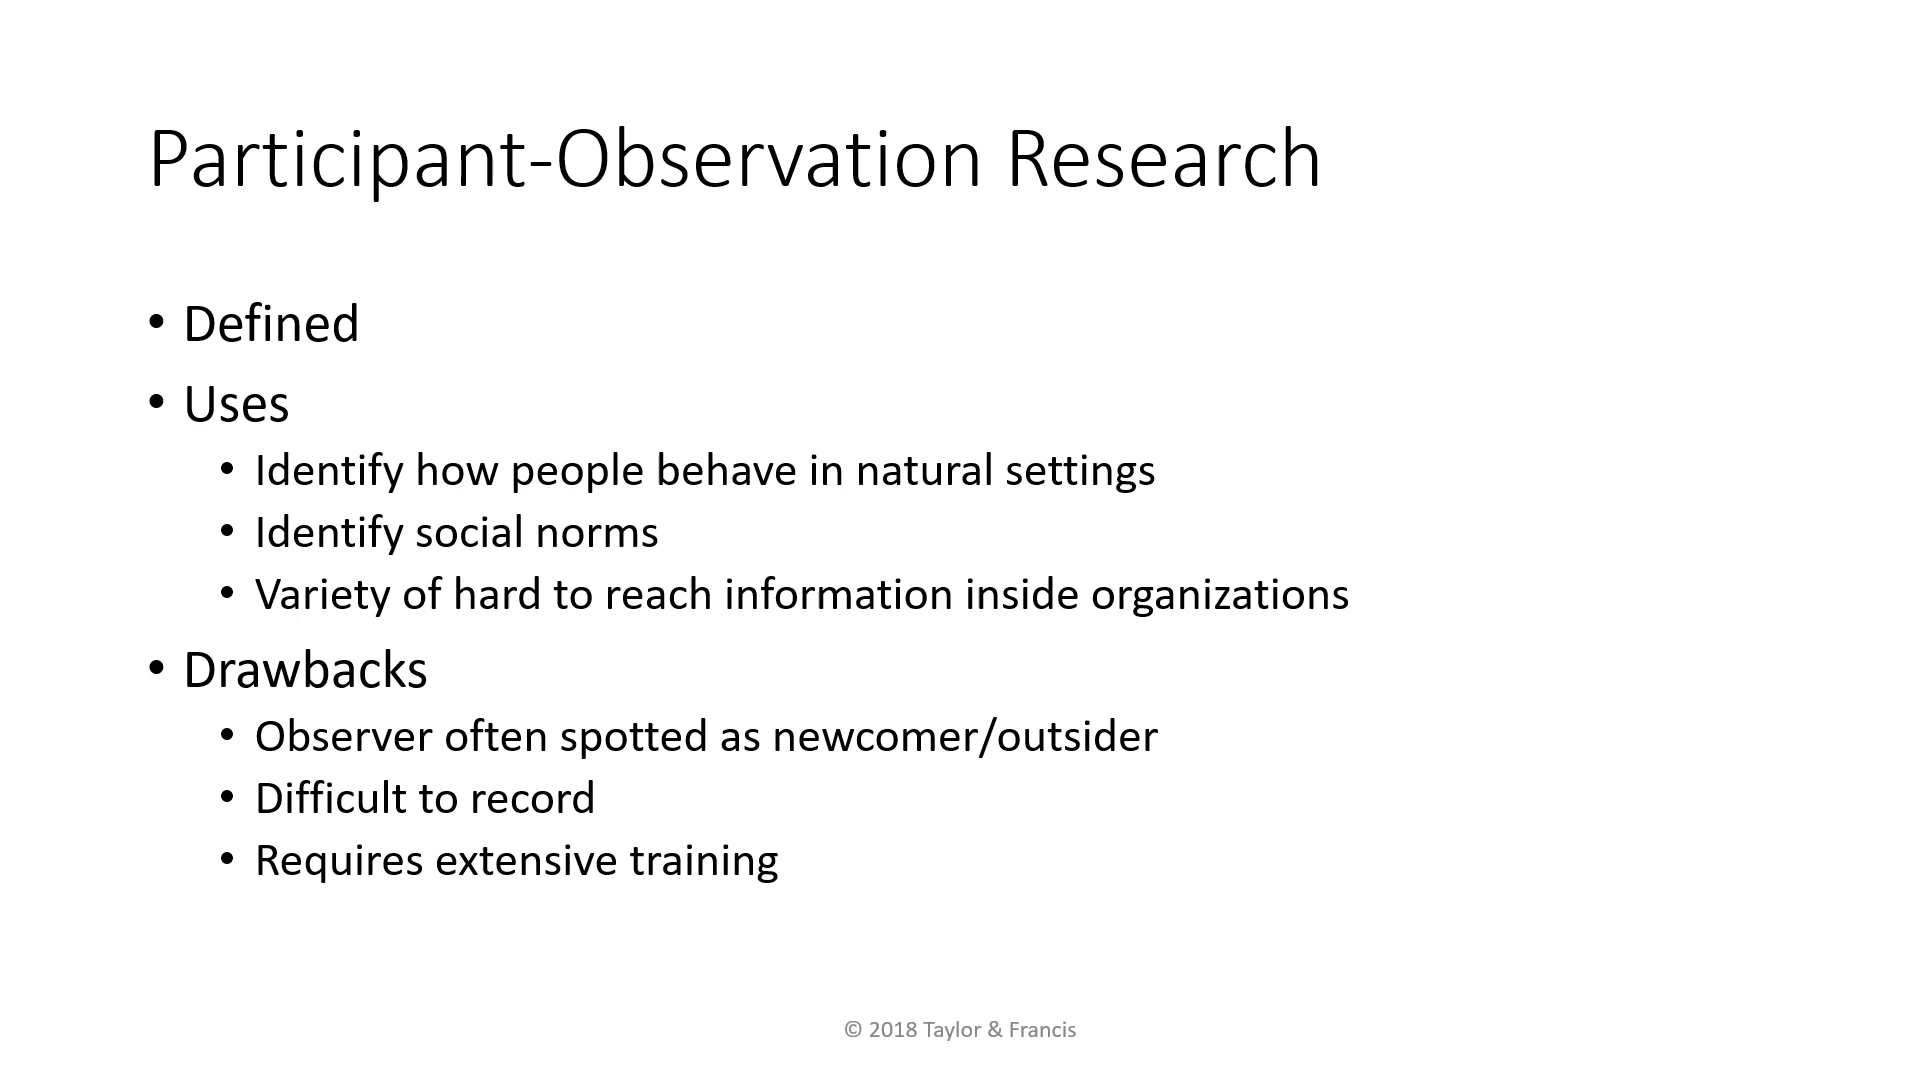 Participant-Observation Research
• Defined
• Uses
• Identify how people behave in natural settings
• Identify social norms
• Variety of hard to reach information inside organizations
• Drawbacks
• Observer often spotted as newcomer/outsider
• Difficult to record
• Requires extensive training
© 2018 Taylor & Francis